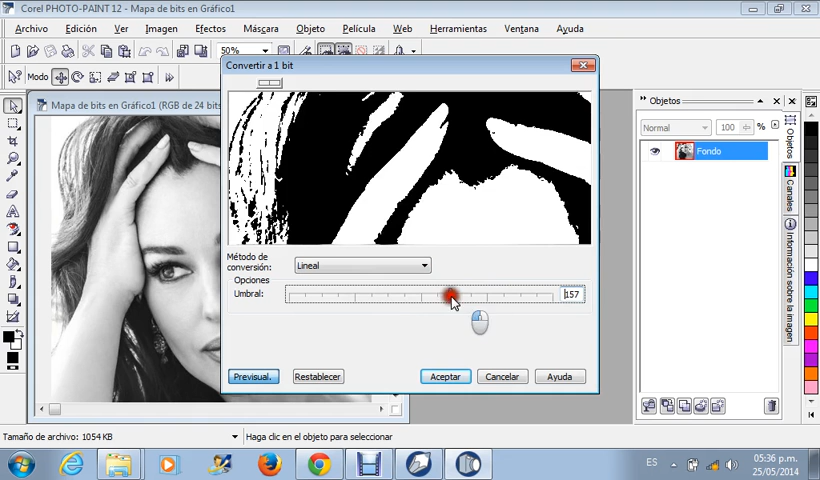 Corel PHOTO-PAINT 12 - Mapa de bits en Gráfico1
Archivo Edición Ver Imagen Efectos Máscara Objeto Película Web Herramientas Ventana Ayuda
50%
Modo
Mapa de bits en Gráfico1 (RGB de 24 bits
Convertir a 1 bit
Método de
conversión:
Lineal
Opciones
Umbral:
157
Previsual.
Restablecer
Aceptar
Cancelar
Ayuda
Objetos
Normal
100
%
Fondo
Objetos
Canales
Información sobre la imagen
Tamaño de archivo: 1054 KB
Haga clic en el objeto para seleccionar
ES
05:36 p.m.
25/05/2014